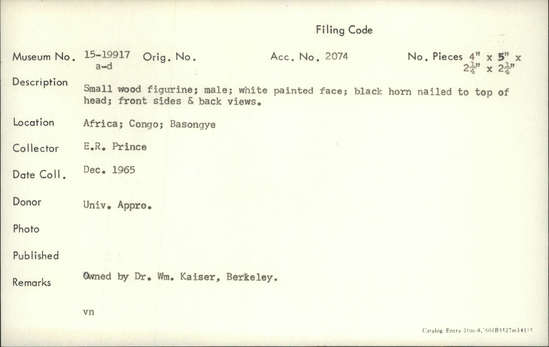 Filing Code
Museum No. 15-19917 a-d Orig. No. Acc. No. 2074 No. Pieces 4" x 5" x
2¼" x 2¼"
Description Small wood figurine; male; white painted face; black horn nailed to top of
head; front sides & back views.
Location Africa; Congo; Basongye
Collector E.R. Prince
Date Coll. Dec. 1965
Donor Univ. Appro.
Photo
Published
Remarks Owned by Dr. Wm. Kaiser, Berkeley.
vn
Catalog Entry